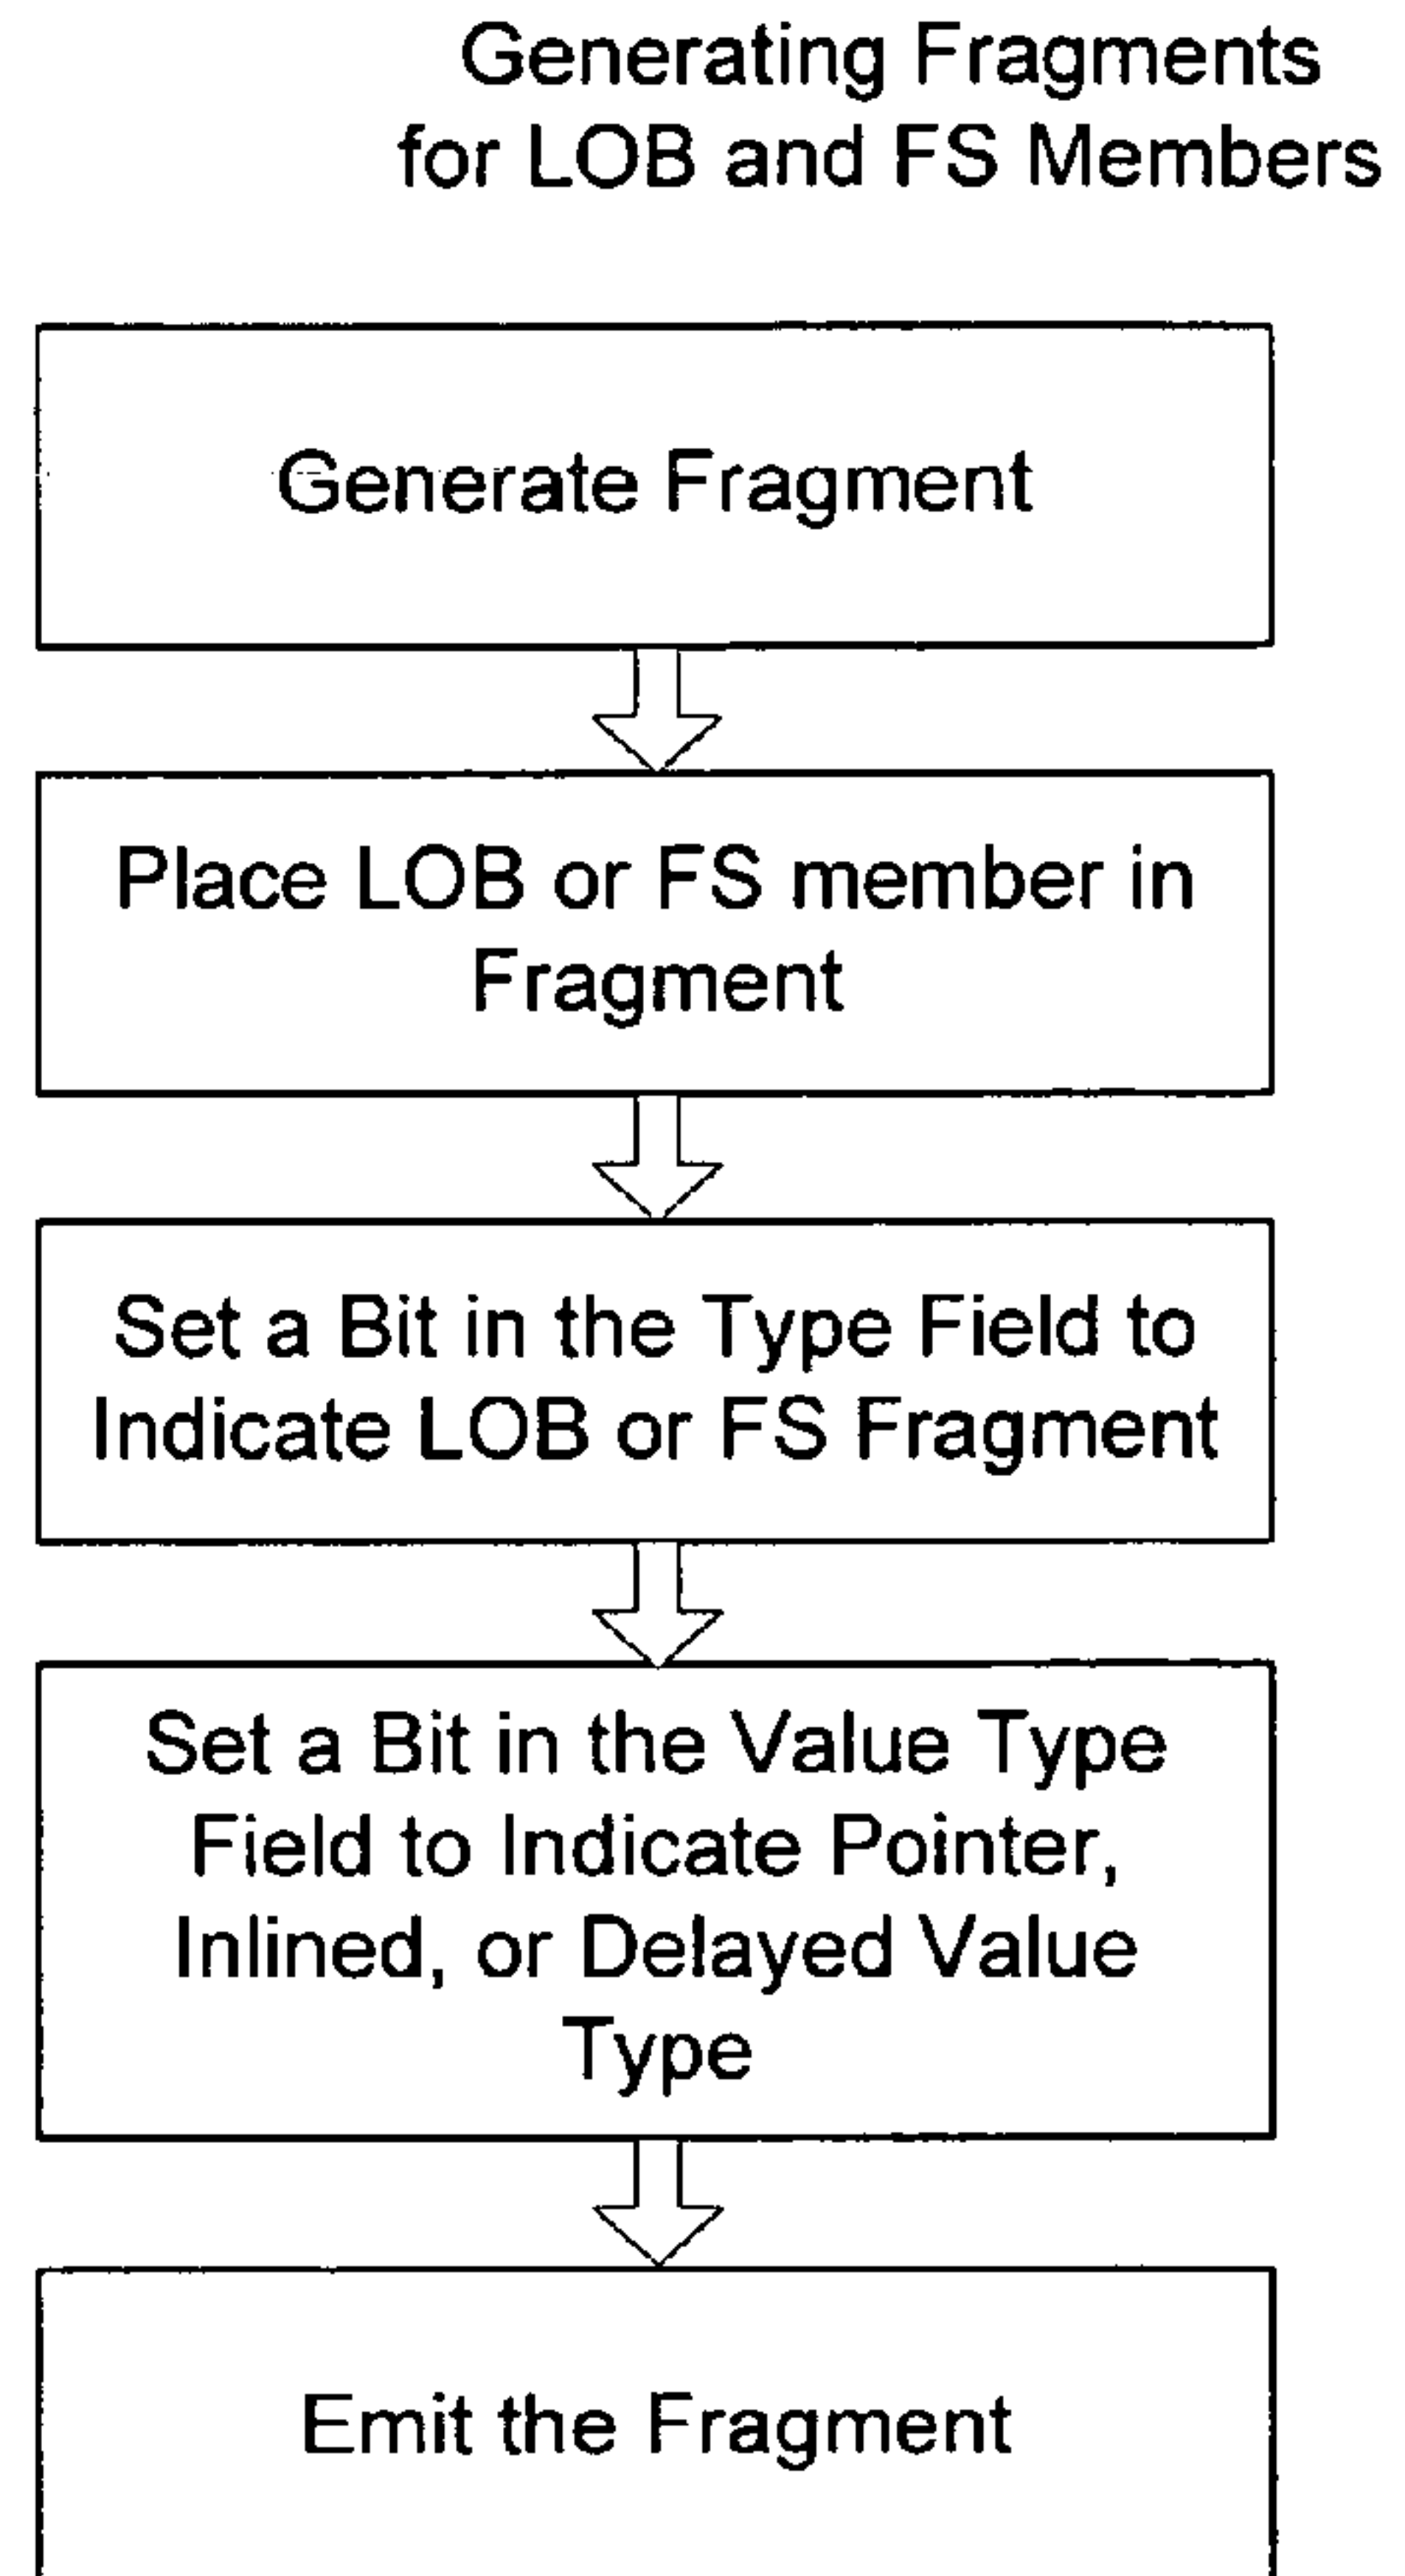 Generating Fragments
for LOB and FS Members
Generate Fragment
Place LOB or FS member in
Fragment
Set a Bit in the Type Field to
Indicate LOB or FS Fragment
Set a Bit in the Value Type
Field to Indicate Pointer,
Inlined, or Delayed Value
Type
Emit the Fragment